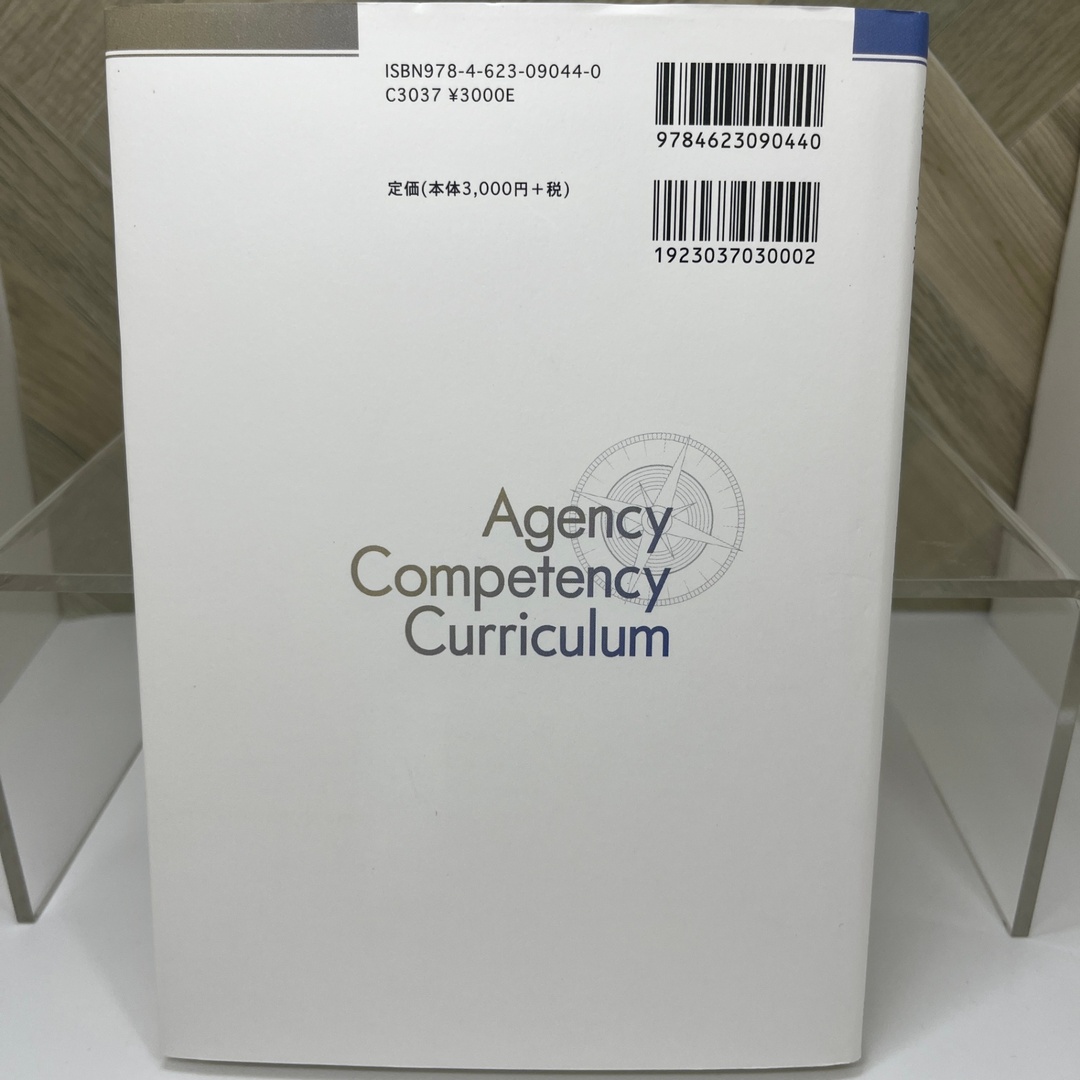 ISBN978-4-623-09044-0
C3037 ¥3000E
9784623090440
定価(本体3,000円+税)
1923037030002
Agency
Competency
Curriculum